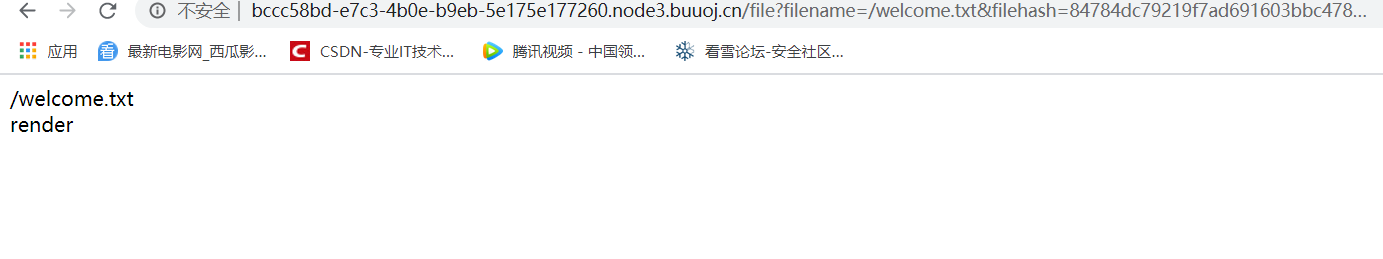 不安全 | bccc58bd-e7c3-4b0e-b9eb-5e175e177260.node3.buuoj.cn/file?filename=/welcome.txt&filehash=84784dc79219f7ad691603bbc478...
应用 看 最新电影网_西瓜影... C CSDN-专业IT技术... 腾讯视频 - 中国领... 看雪论坛-安全社区...
/welcome.txt
render